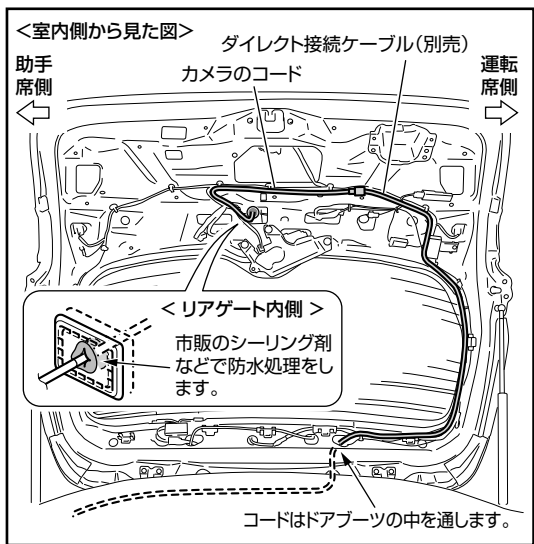 <室内側から見た図>
ダイレクト接続ケーブル(別売)
助手
席側
カメラのコード
運転
席側
< リアゲート内側 >
市販のシーリング剤
などで防水処理をし
ます。
コードはドアブーツの中を通します。